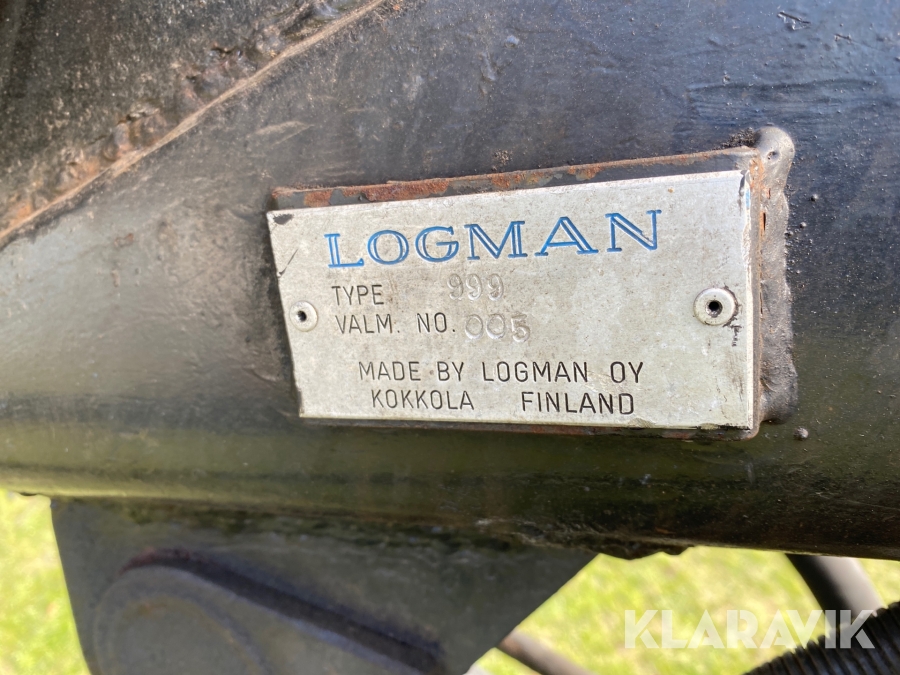 LOGMAN
TYPE 999
VALM. NO. 005
MADE BY LOGMAN OY
KOKKOLA FINLAND
KLARAVIK